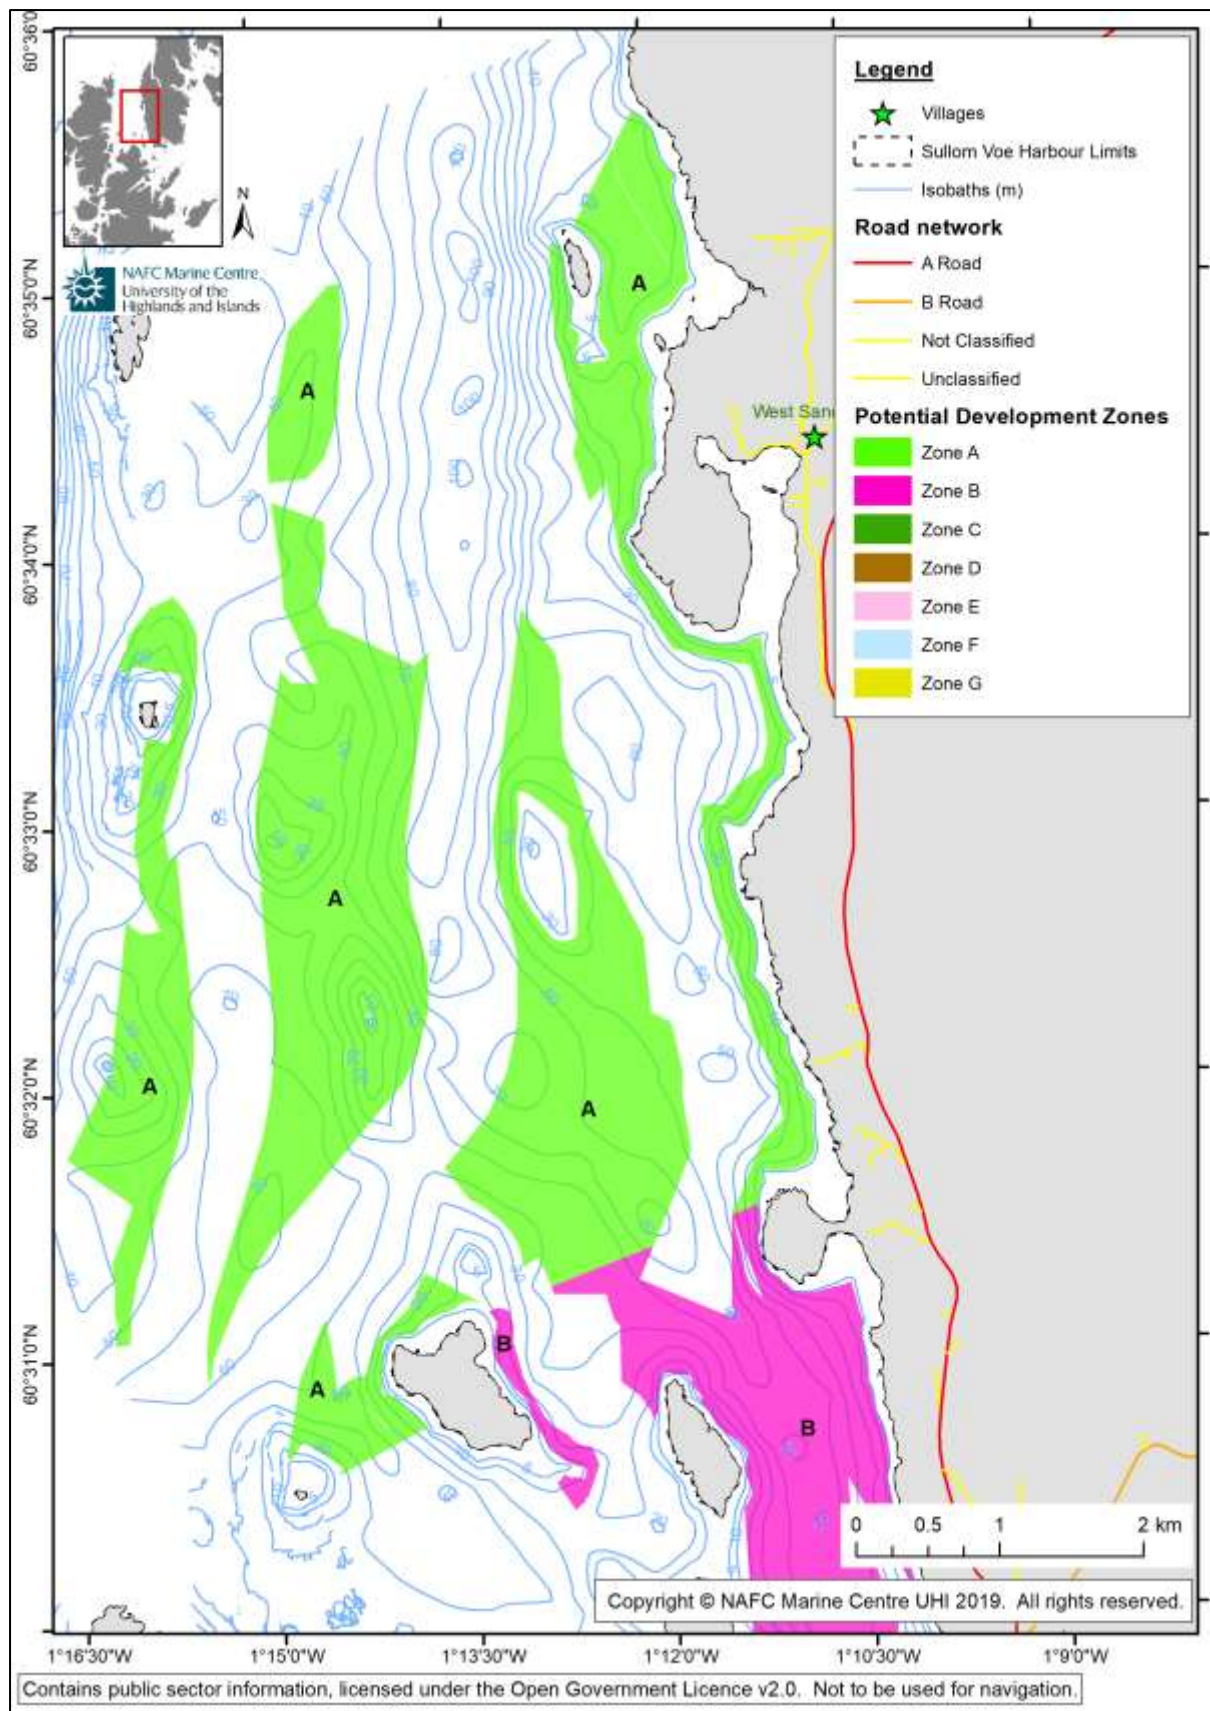 60°36'0
60°35'0"N
60°34'0"N
60°33'0"N
60°32'0"N
60°31'0"N
N
NAFC Marine Centre
University of the
Highlands and Islands
Legend
Villages
Sullom Voe Harbour Limits
Isobaths (m)
Road network
A Road
B Road
Not Classified
Unclassified
Potential Development Zones
Zone A
Zone B
Zone C
Zone D
Zone E
Zone F
Zone G
West San
A
A
A
A
A
A
B
B
100
0 0.5 1 2 km
Copyright © NAFC Marine Centre UHI 2019. All rights reserved.
1°16'30"W 1°15'0"W 1°13'30"W 1°12'0"W 1°10'30"W 1°9'0"W
Contains public sector information, licensed under the Open Government Licence v2.0. Not to be used for navigation.